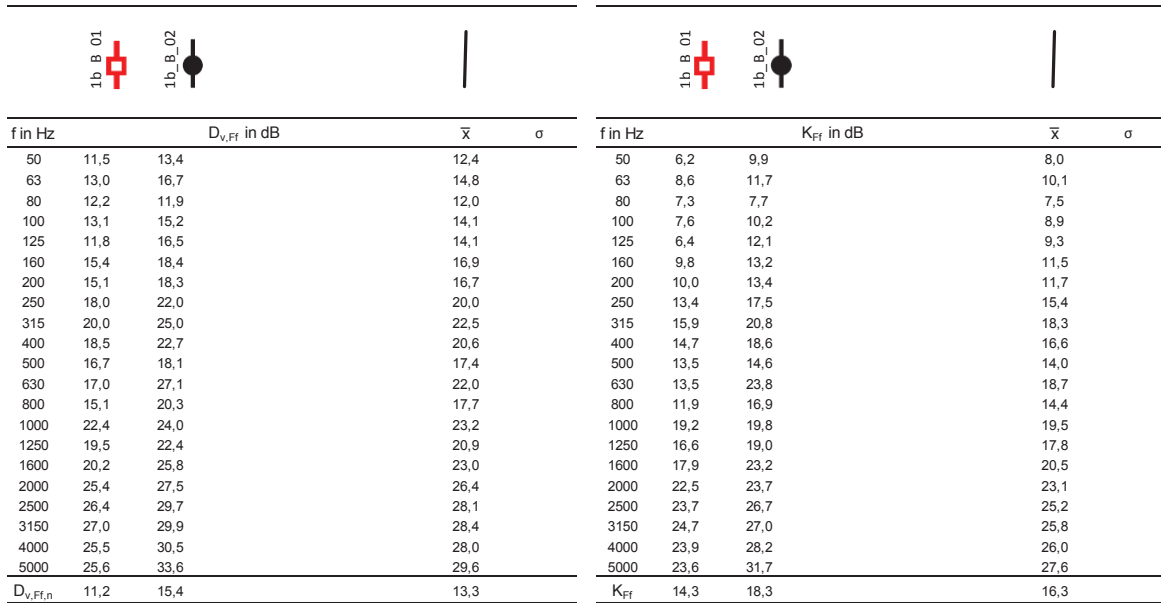 1b_B_01 1b_B_02
f in Hz D_v,Ff in dB x̅ σ
50 11,5 13,4 12,4
63 13,0 16,7 14,8
80 12,2 11,9 12,0
100 13,1 15,2 14,1
125 11,8 16,5 14,1
160 15,4 18,4 16,9
200 15,1 18,3 16,7
250 18,0 22,0 20,0
315 20,0 25,0 22,5
400 18,5 22,7 20,6
500 16,7 18,1 17,4
630 17,0 27,1 22,0
800 15,1 20,3 17,7
1000 22,4 24,0 23,2
1250 19,5 22,4 20,9
1600 20,2 25,8 23,0
2000 25,4 27,5 26,4
2500 26,4 29,7 28,1
3150 27,0 29,9 28,4
4000 25,5 30,5 28,0
5000 25,6 33,6 29,6
D_v,Ff,n 11,2 15,4 13,3
1b_B_01 1b_B_02
f in Hz K_Ff in dB x̅ σ
50 6,2 9,9 8,0
63 8,6 11,7 10,1
80 7,3 7,7 7,5
100 7,6 10,2 8,9
125 6,4 12,1 9,3
160 9,8 13,2 11,5
200 10,0 13,4 11,7
250 13,4 17,5 15,4
315 15,9 20,8 18,3
400 14,7 18,6 16,6
500 13,5 14,6 14,0
630 13,5 23,8 18,7
800 11,9 16,9 14,4
1000 19,2 19,8 19,5
1250 16,6 19,0 17,8
1600 17,9 23,2 20,5
2000 22,5 23,7 23,1
2500 23,7 26,7 25,2
3150 24,7 27,0 25,8
4000 23,9 28,2 26,0
5000 23,6 31,7 27,6
K_Ff 14,3 18,3 16,3